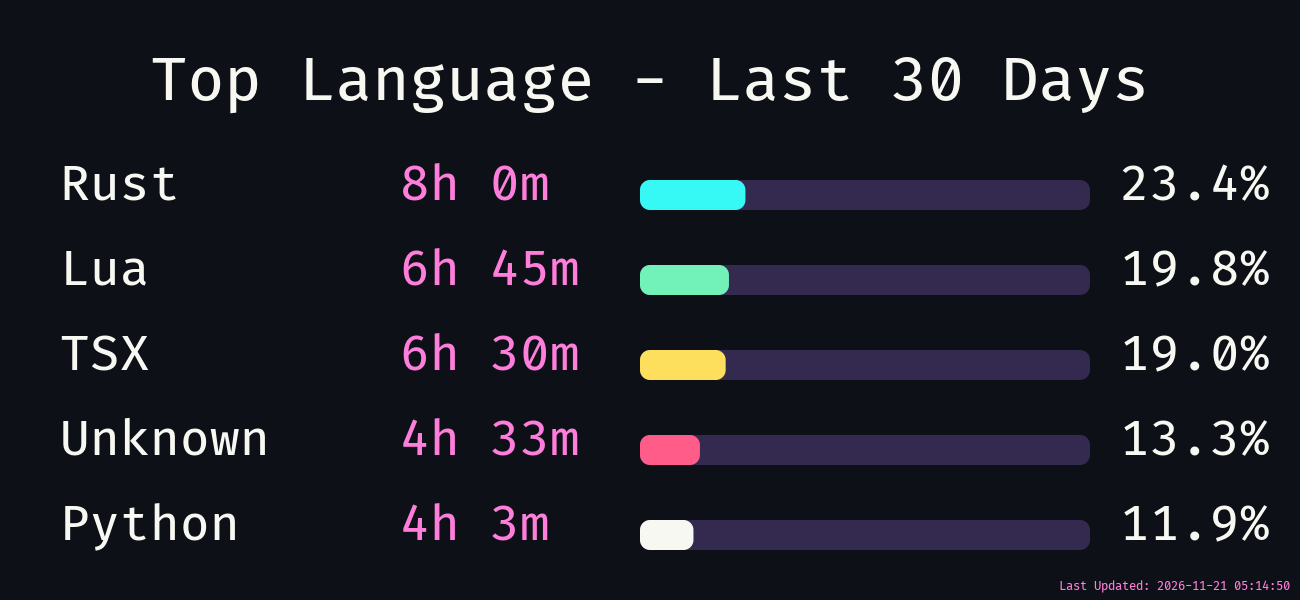 Top Language - Last 30 Days
Rust 8h 0m 23.4%
Lua 6h 45m 19.8%
TSX 6h 30m 19.0%
Unknown 4h 33m 13.3%
Python 4h 3m 11.9%
Last Updated: 2026-11-21 05:14:50